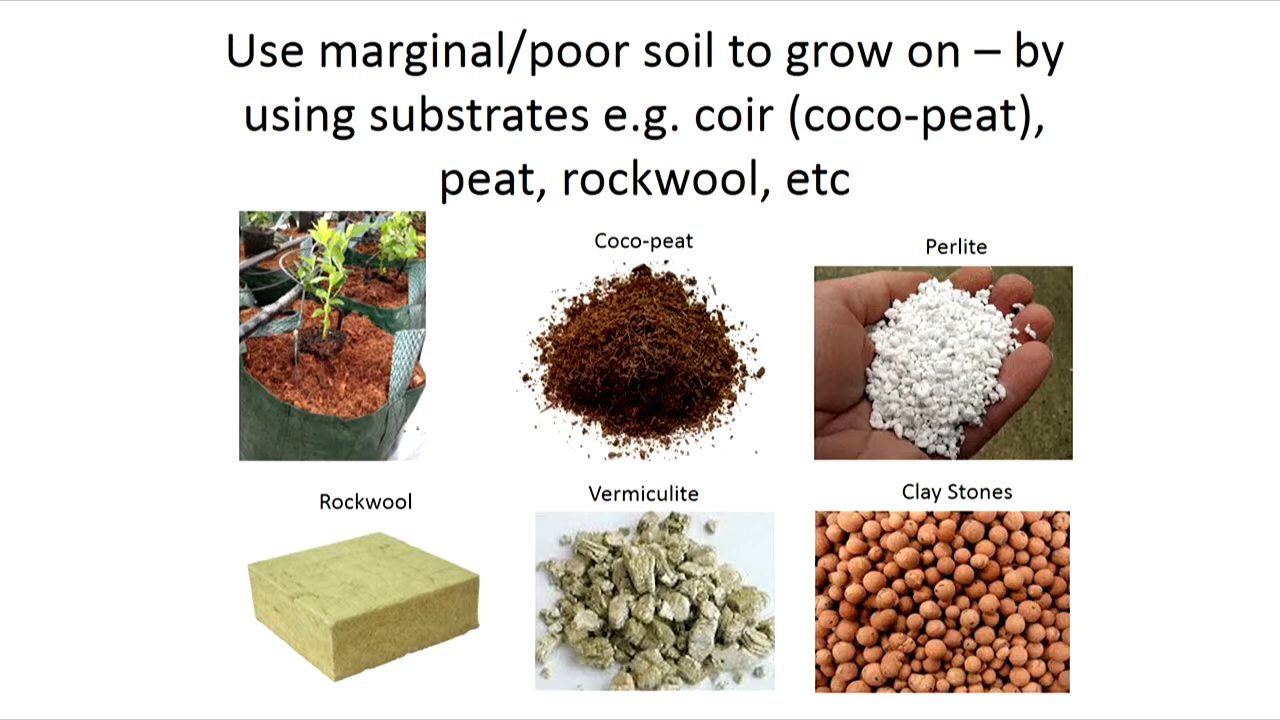 Use marginal/poor soil to grow on – by
using substrates e.g. coir (coco-peat),
peat, rockwool, etc
Coco-peat
Perlite
Rockwool
Vermiculite
Clay Stones